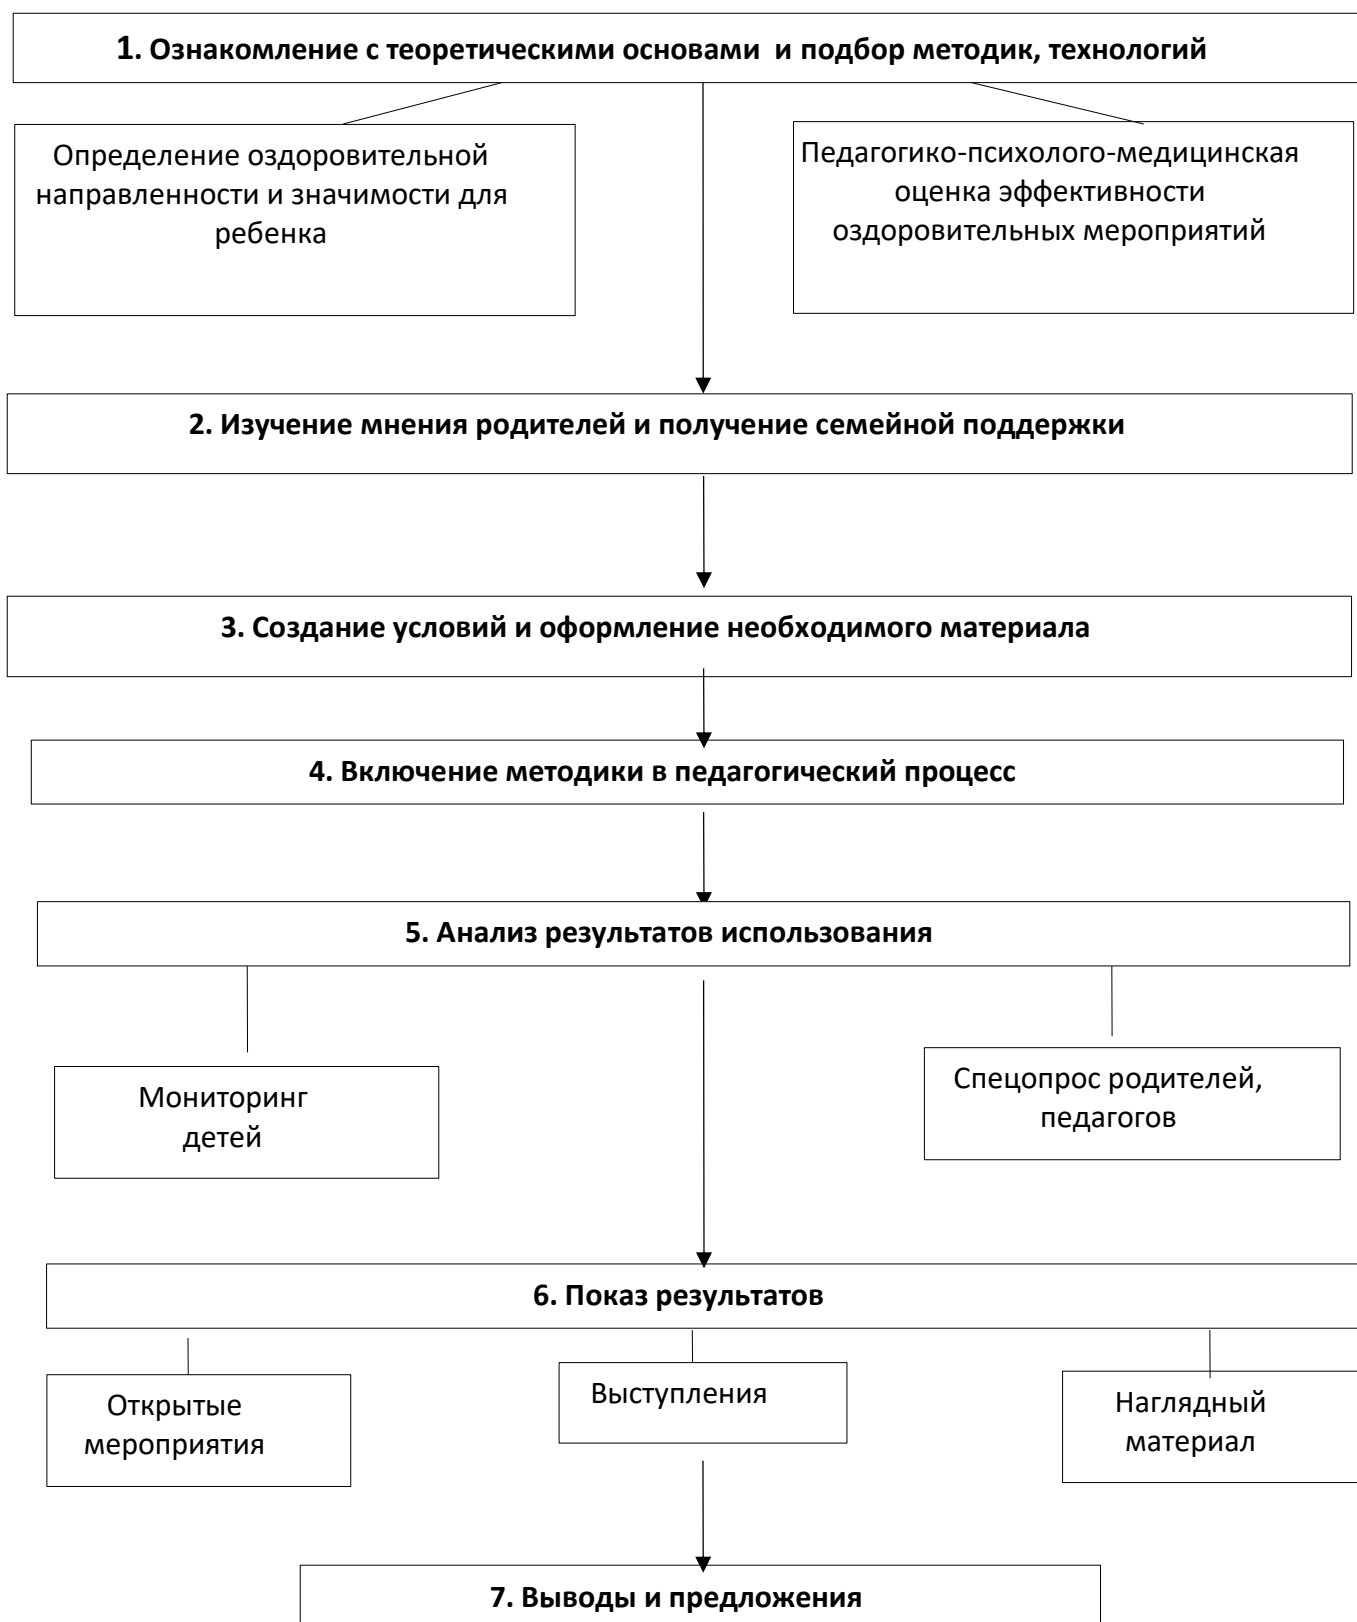 1. Ознакомление с теоретическими основами  и подбор методик, технологий
Определение оздоровительной
направленности и значимости для
ребенка
Педагогико-психолого-медицинская
оценка эффективности
оздоровительных мероприятий
2. Изучение мнения родителей и получение семейной поддержки
3. Создание условий и оформление необходимого материала
4. Включение методики в педагогический процесс
5. Анализ результатов использования
Мониторинг
детей
Спецопрос родителей,
педагогов
6. Показ результатов
Открытые
мероприятия
Выступления
Наглядный
материал
7. Выводы и предложения